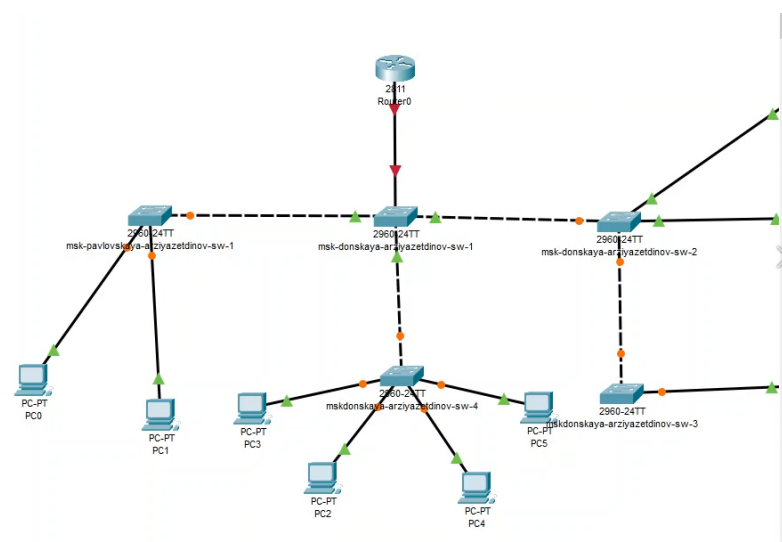 2811
Router0
2960-24TT
msk-pavlovskaya-arziyazetdinov-sw-1
2960-24TT
msk-donskaya-arziyazetdinov-sw-1
2960-24TT
msk-donskaya-arziyazetdinov-sw-2
PC-PT
PC0
PC-PT
PC1
PC-PT
PC3
2960-24TT
mskdonskaya-arziyazetdinov-sw-4
PC-PT
PC5
2960-24TT
mskdonskaya-arziyazetdinov-sw-3
PC-PT
PC2
PC-PT
PC4